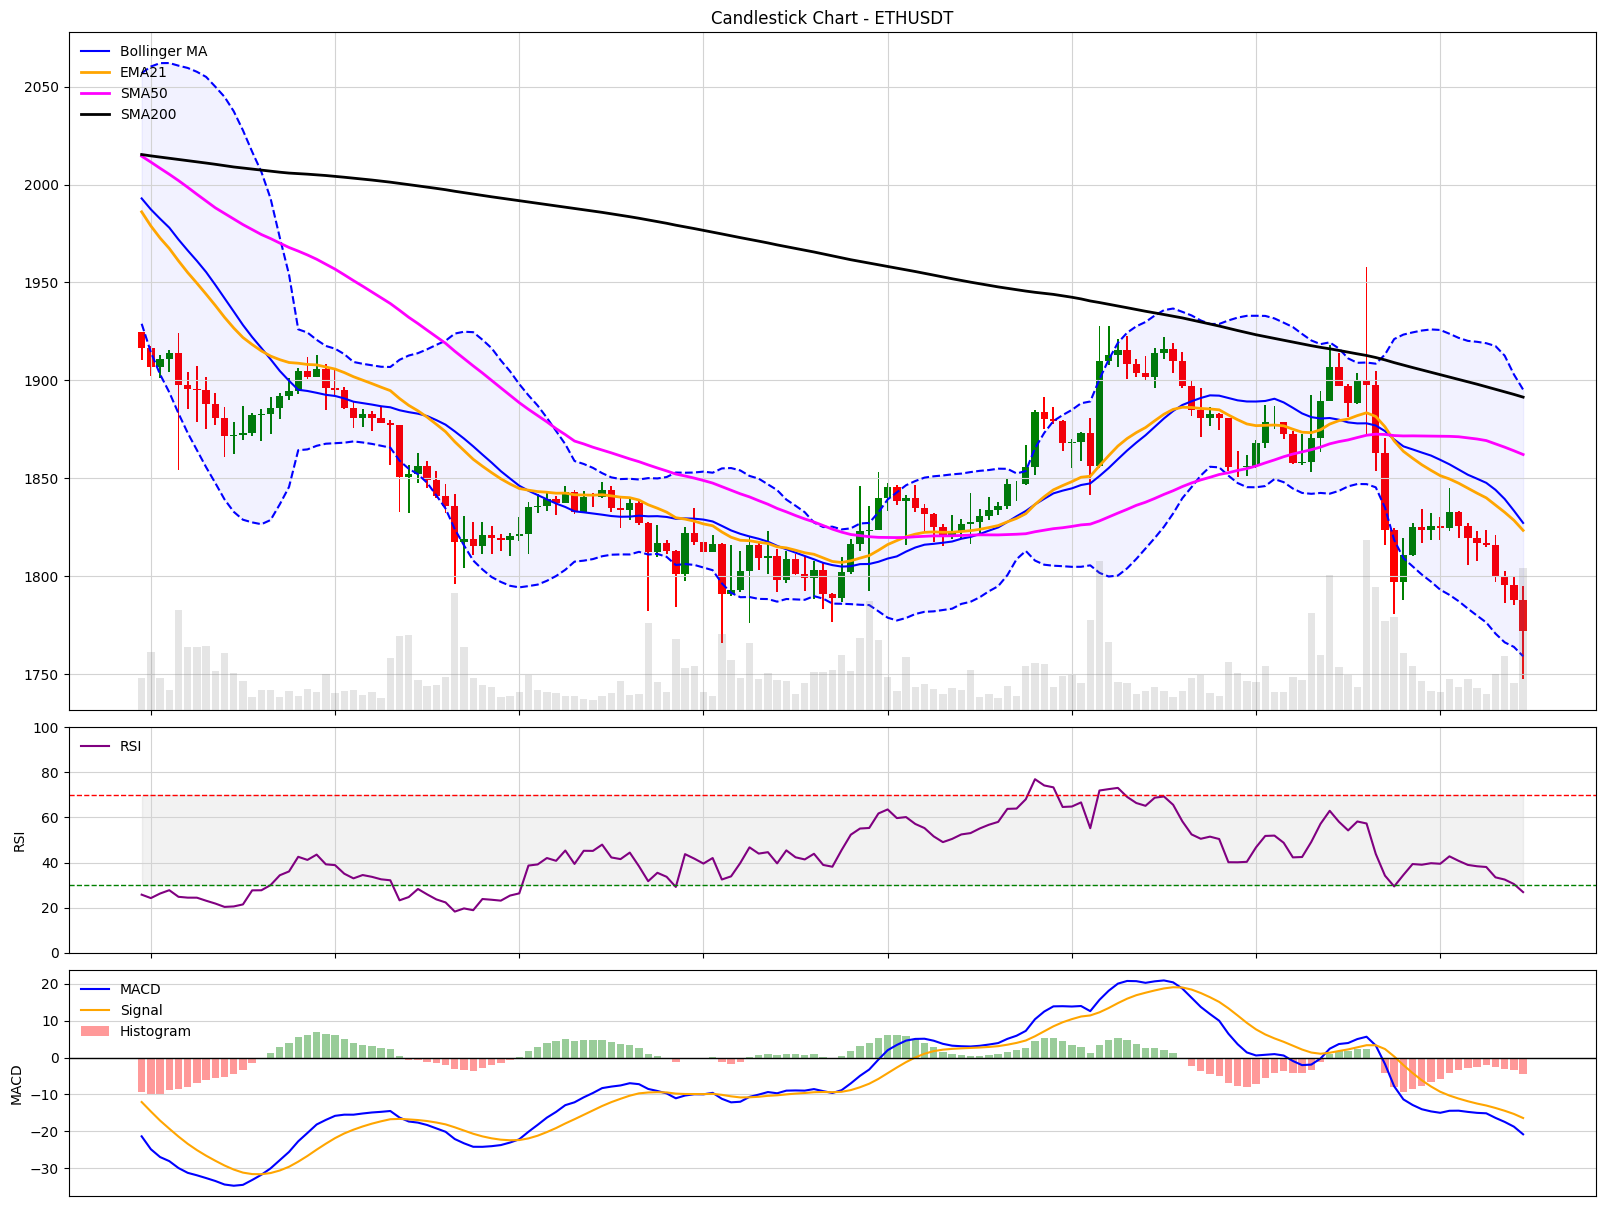 Candlestick Chart - ETHUSDT
Bollinger MA
EMA21
SMA50
SMA200
2050
2000
1950
1900
1850
1800
1750
RSI
100
80
60
40
20
0
RSI
MACD
Signal
Histogram
20
10
0
−10
−20
−30
MACD